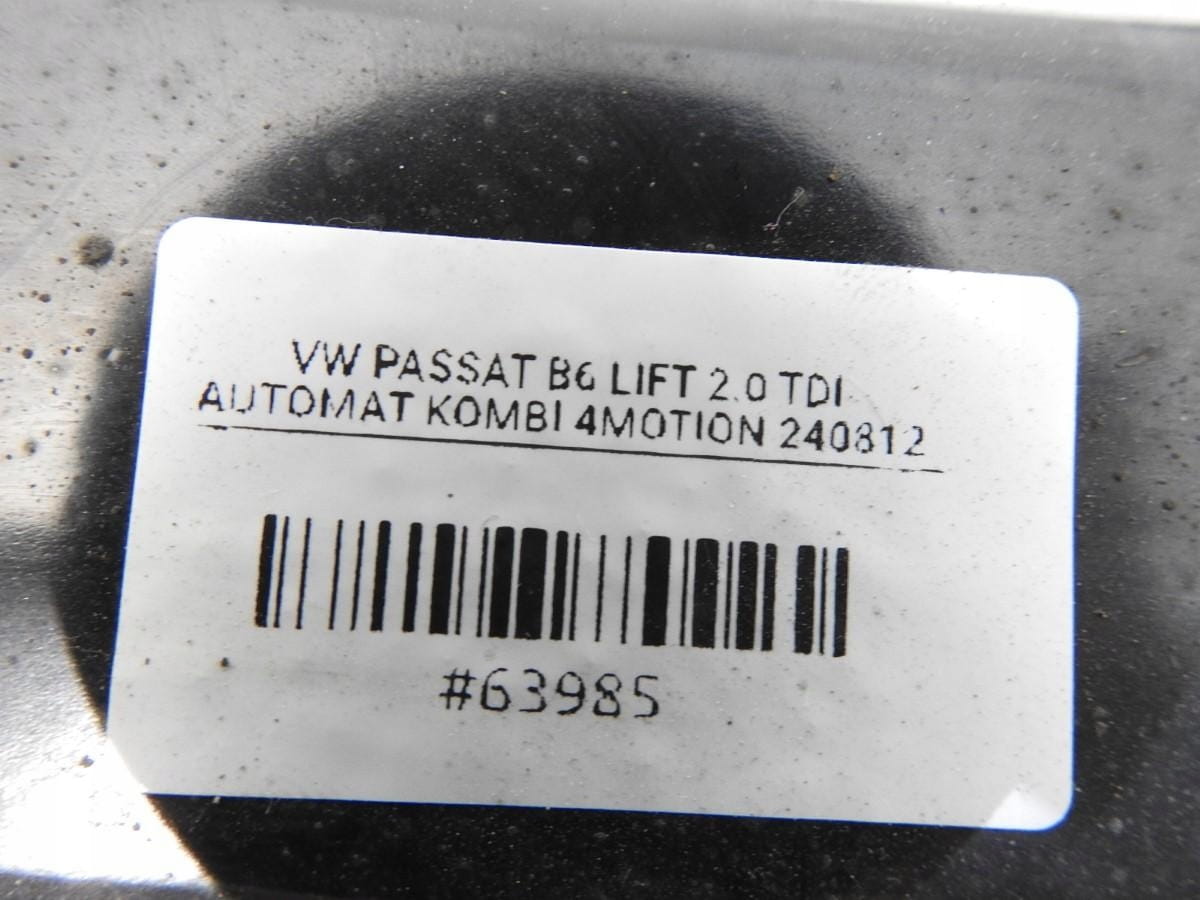 VW PASSAT B6 LIFT 2.0 TDI
AUTOMAT KOMBI 4MOTION 240812
#63985